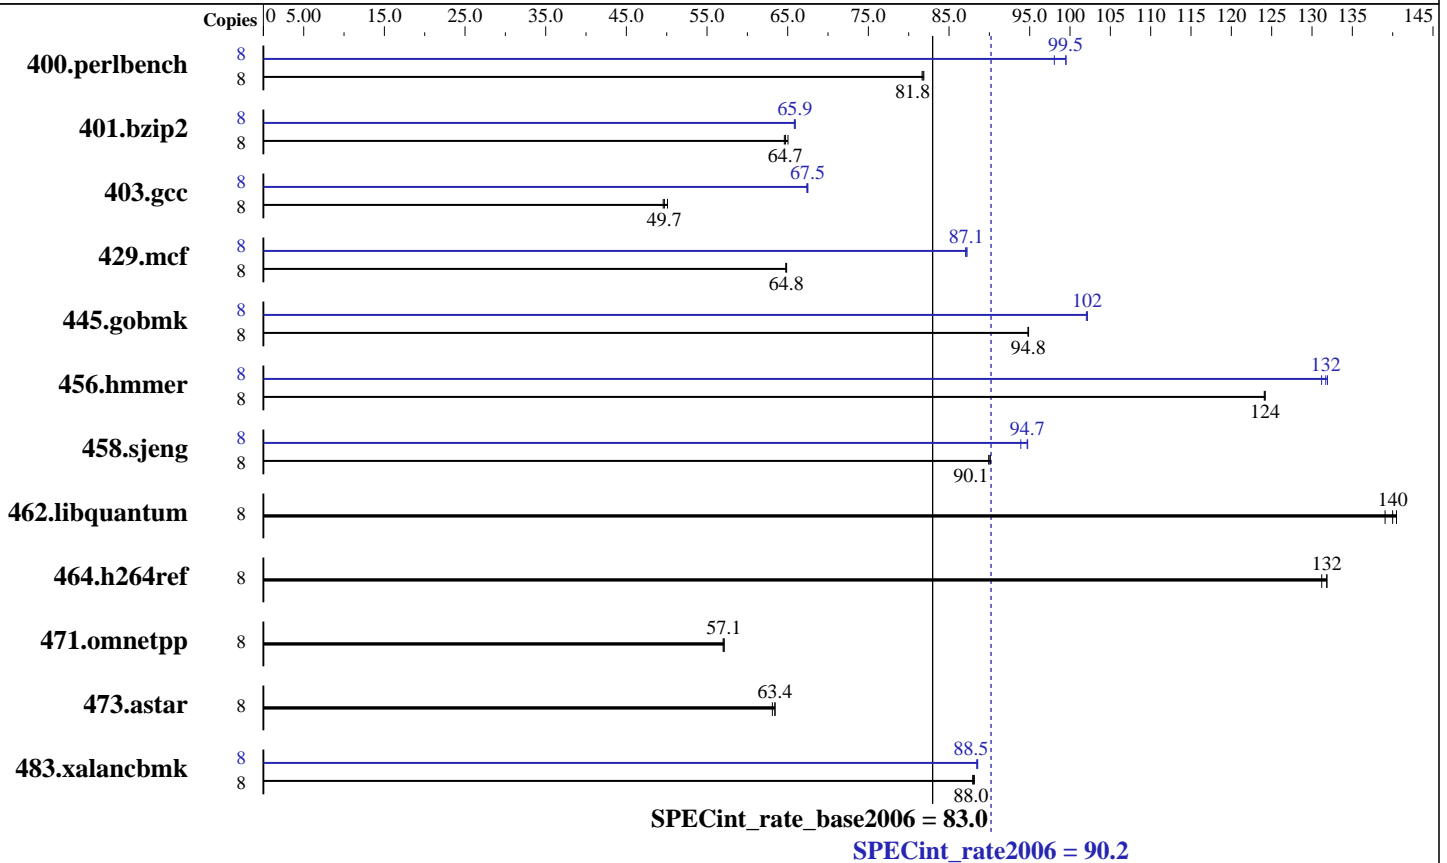 Copies 0 5.00 15.0 25.0 35.0 45.0 55.0 65.0 75.0 85.0 95.0 100 105 110 115 120 125 130 135 145
400.perlbench 8 99.5
8 81.8
401.bzip2 8 65.9
8 64.7
403.gcc 8 67.5
8 49.7
429.mcf 8 87.1
8 64.8
445.gobmk 8 102
8 94.8
456.hmmer 8 132
8 124
458.sjeng 8 94.7
8 90.1
462.libquantum 8 140
464.h264ref 8 132
471.omnetpp 8 57.1
473.astar 8 63.4
483.xalancbmk 8 88.5
8 88.0
SPECint_rate_base2006 = 83.0
SPECint_rate2006 = 90.2